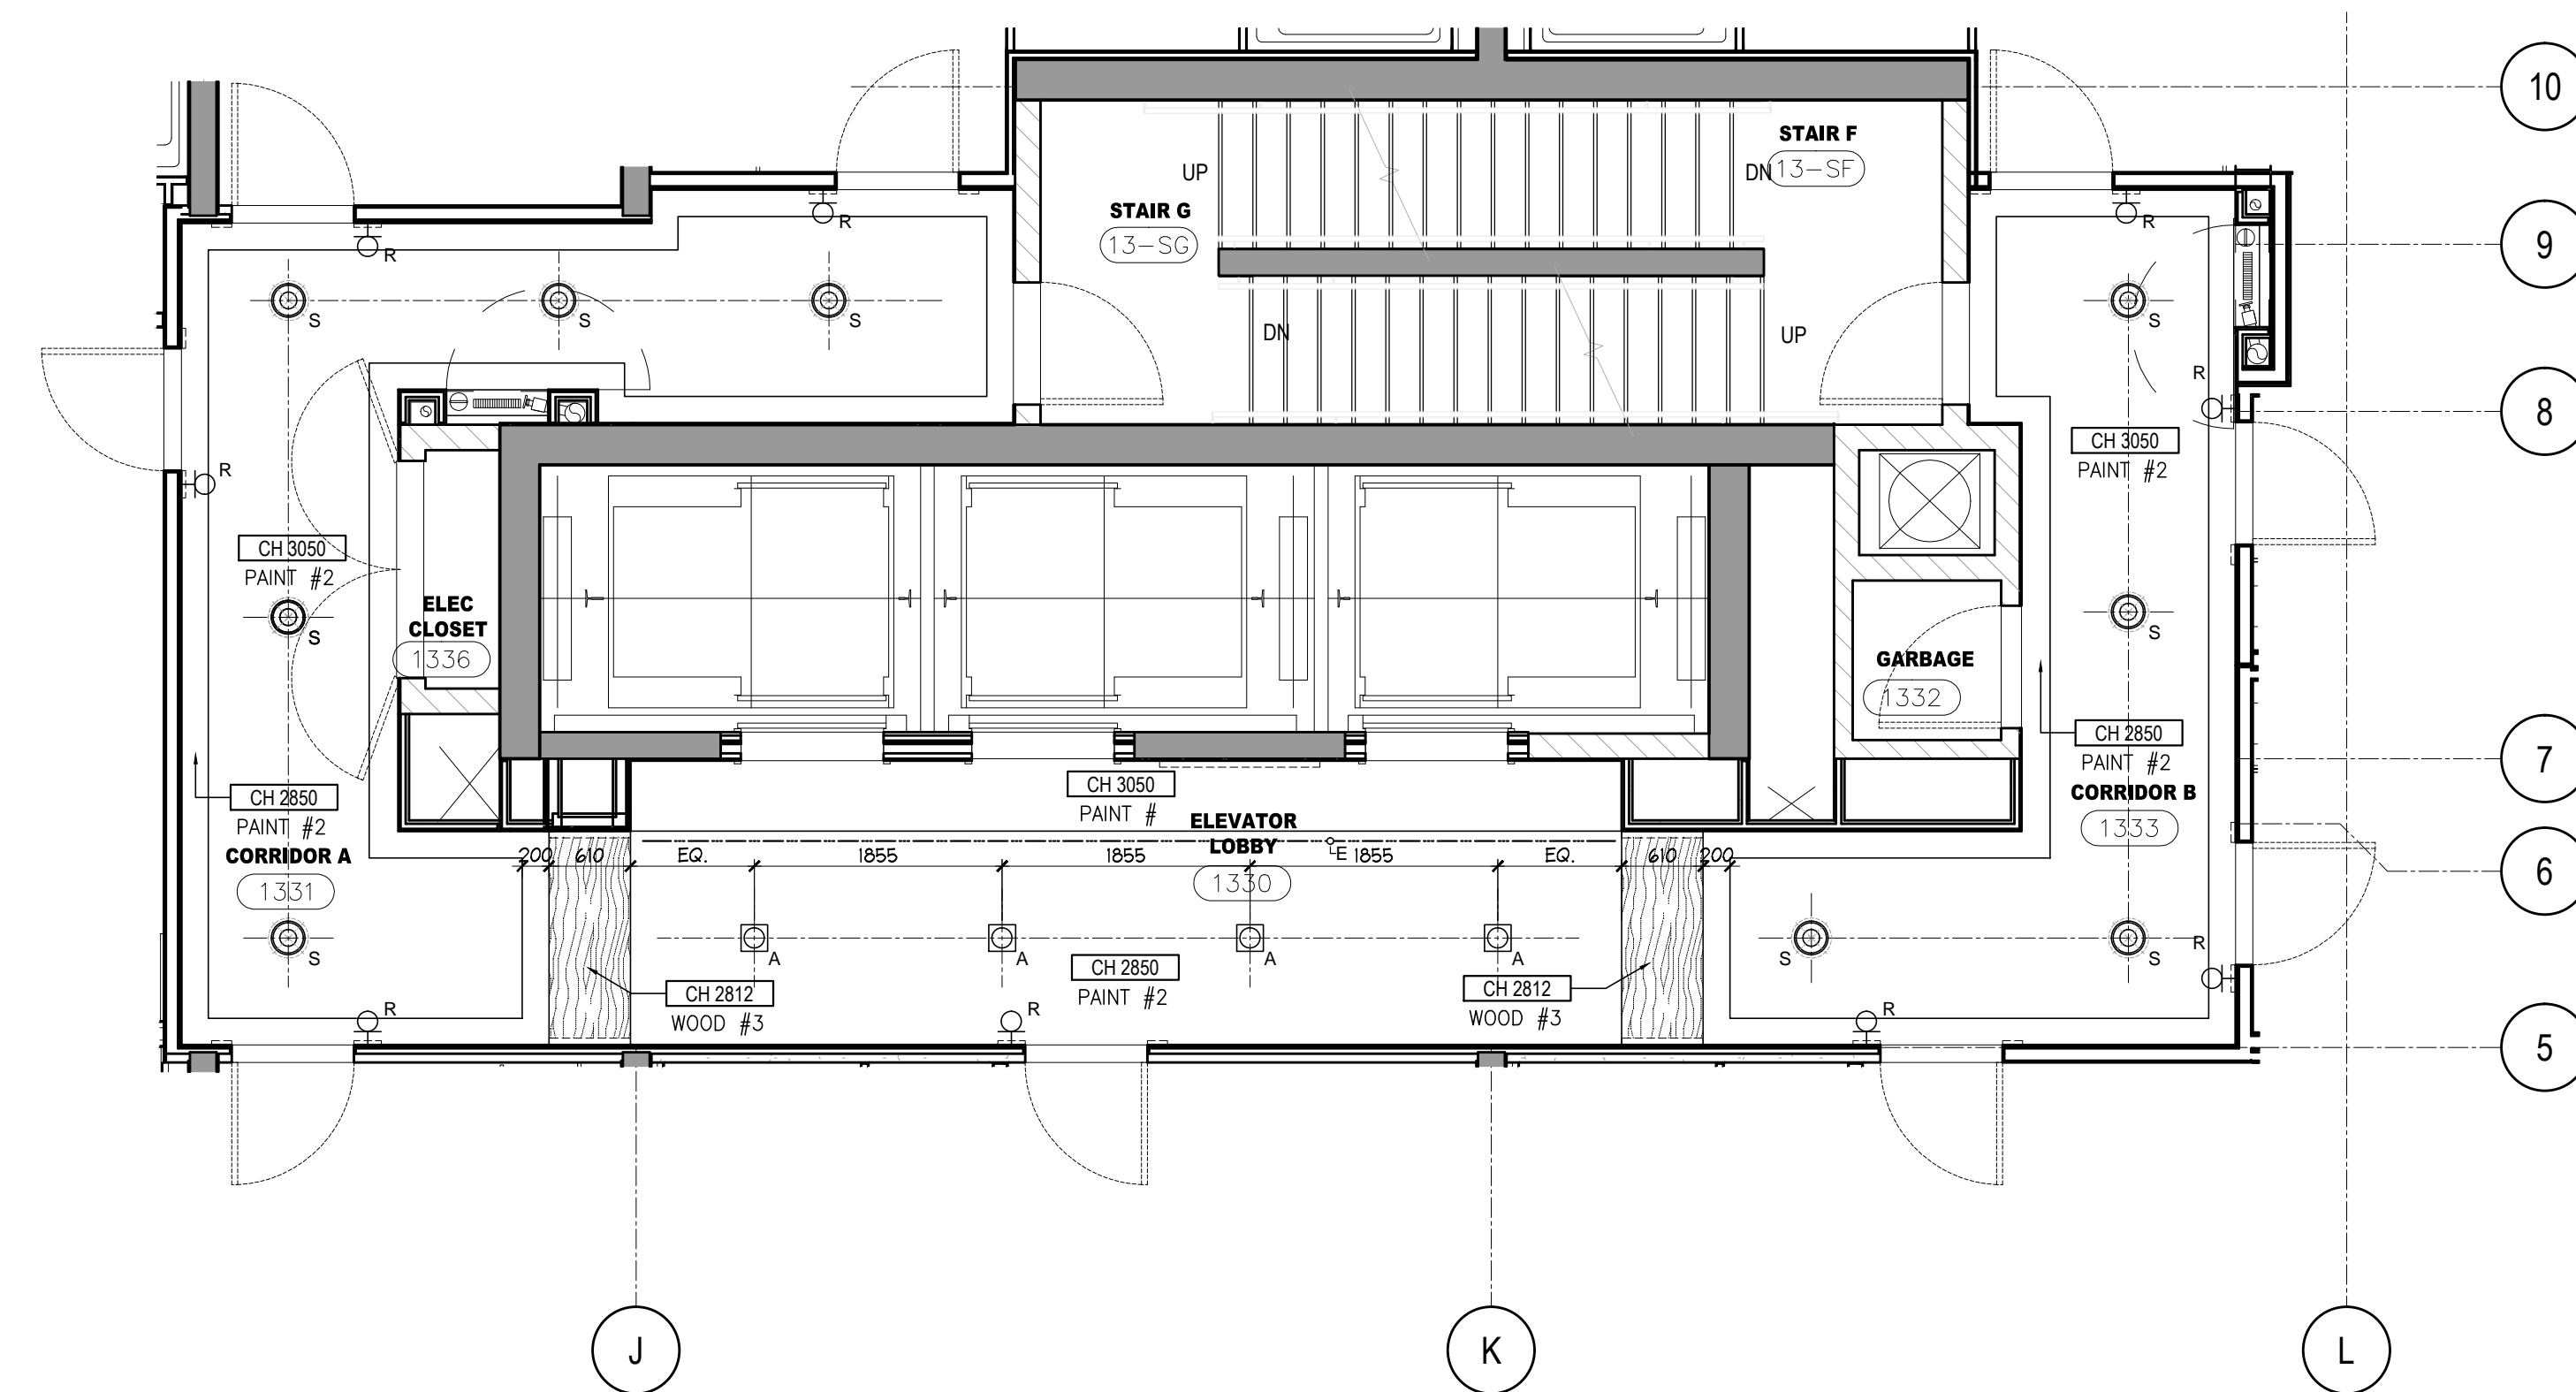 10
STAIR F
13-SF
UP
DN
STAIR G
13-SG
R
R
R
9
S
S
S
S
DN
UP
R
8
CH 3050
PAINT #2
R
CH 3050
PAINT #2
ELEC
CLOSET
1336
S
S
GARBAGE
1332
CH 2850
PAINT #2
CORRIDOR B
1333
7
CH 3050
PAINT #
CH 2850
PAINT #2
CORRIDOR A
1331
ELEVATOR
LOBBY
1330
E
200 610 EQ. 1855 1855 1855 EQ. 610 200
6
S
A
A
A
A
S
S
R
CH 2850
PAINT #2
CH 2812
WOOD #3
CH 2812
WOOD #3
R
R
R
5
J
K
L